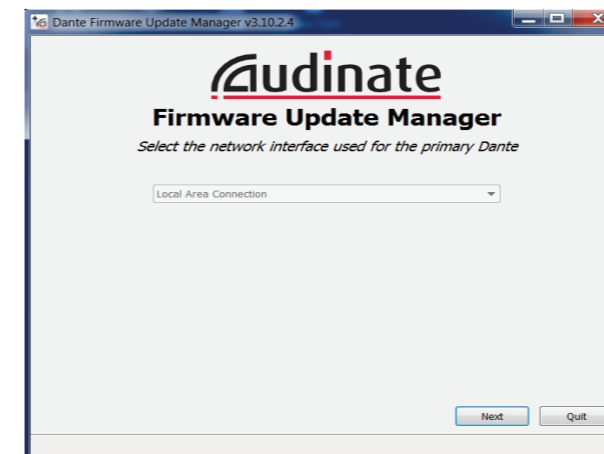 Dante Firmware Update Manager v3.10.2.4
Audinate
Firmware Update Manager
Select the network interface used for the primary Dante
Local Area Connection
Next Quit